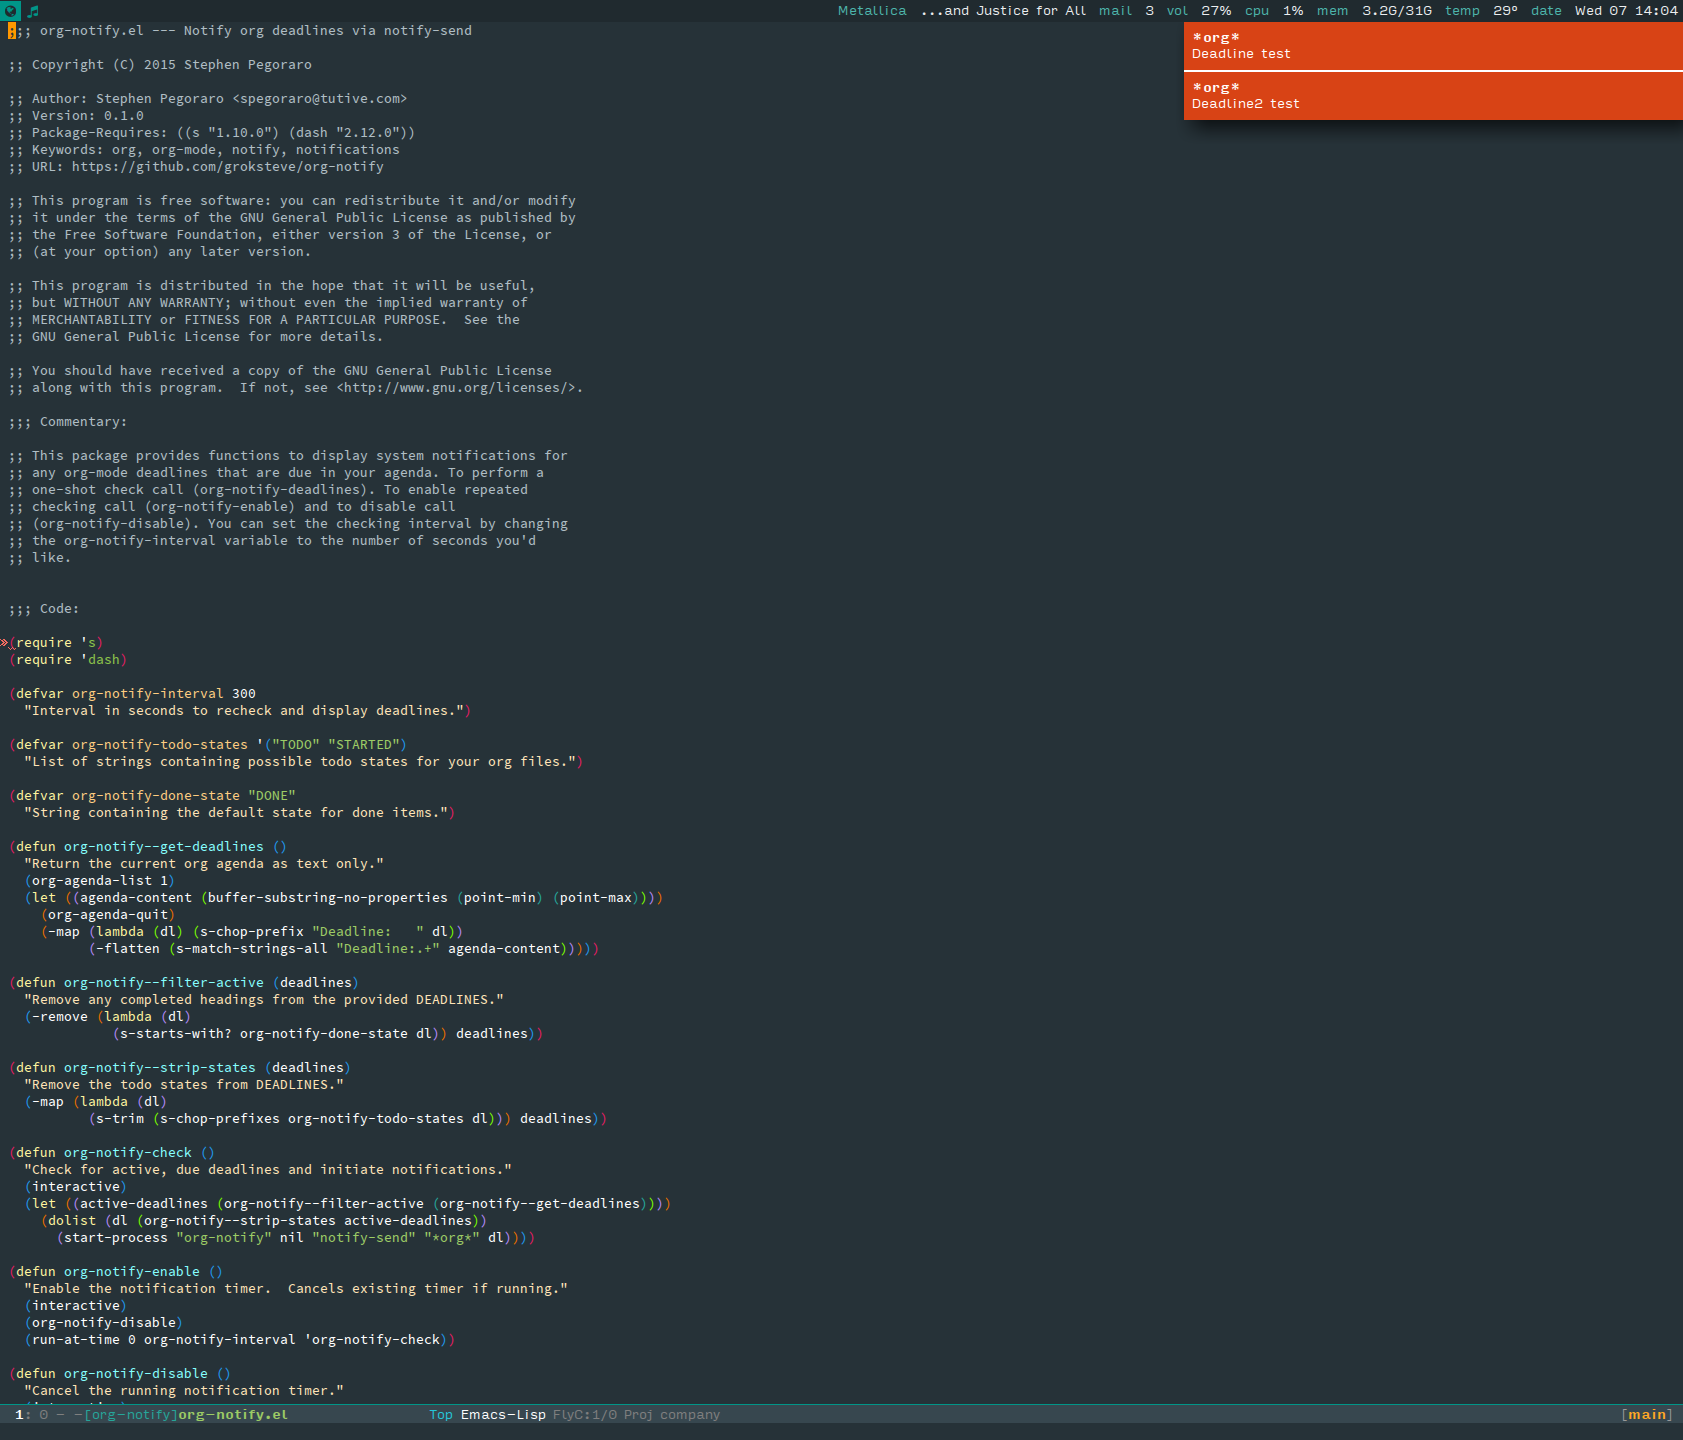 Metallica ...and Justice for All mail 3 vol 27% cpu 1% mem 3.2G/31G temp 29° date Wed 07 14:04
*org*
Deadline test
*org*
Deadline2 test
;;; org-notify.el --- Notify org deadlines via notify-send
;; Copyright (C) 2015 Stephen Pegoraro
;; Author: Stephen Pegoraro <spegoraro@tutive.com>
;; Version: 0.1.0
;; Package-Requires: ((s "1.10.0") (dash "2.12.0"))
;; Keywords: org, org-mode, notify, notifications
;; URL: https://github.com/groksteve/org-notify
;; This program is free software: you can redistribute it and/or modify
;; it under the terms of the GNU General Public License as published by
;; the Free Software Foundation, either version 3 of the License, or
;; (at your option) any later version.
;; This program is distributed in the hope that it will be useful,
;; but WITHOUT ANY WARRANTY; without even the implied warranty of
;; MERCHANTABILITY or FITNESS FOR A PARTICULAR PURPOSE.  See the
;; GNU General Public License for more details.
;; You should have received a copy of the GNU General Public License
;; along with this program.  If not, see <http://www.gnu.org/licenses/>.
;;; Commentary:
;; This package provides functions to display system notifications for
;; any org-mode deadlines that are due in your agenda. To perform a
;; one-shot check call (org-notify-deadlines). To enable repeated
;; checking call (org-notify-enable) and to disable call
;; (org-notify-disable). You can set the checking interval by changing
;; the org-notify-interval variable to the number of seconds you'd
;; like.
;;; Code:
(require 's)
(require 'dash)
(defvar org-notify-interval 300
  "Interval in seconds to recheck and display deadlines.")
(defvar org-notify-todo-states '("TODO" "STARTED")
  "List of strings containing possible todo states for your org files.")
(defvar org-notify-done-state "DONE"
  "String containing the default state for done items.")
(defun org-notify--get-deadlines ()
  "Return the current org agenda as text only."
  (org-agenda-list 1)
  (let ((agenda-content (buffer-substring-no-properties (point-min) (point-max))))
    (org-agenda-quit)
    (-map (lambda (dl) (s-chop-prefix "Deadline:   " dl))
          (-flatten (s-match-strings-all "Deadline:.+" agenda-content)))))
(defun org-notify--filter-active (deadlines)
  "Remove any completed headings from the provided DEADLINES."
  (-remove (lambda (dl)
             (s-starts-with? org-notify-done-state dl)) deadlines))
(defun org-notify--strip-states (deadlines)
  "Remove the todo states from DEADLINES."
  (-map (lambda (dl)
          (s-trim (s-chop-prefixes org-notify-todo-states dl))) deadlines))
(defun org-notify-check ()
  "Check for active, due deadlines and initiate notifications."
  (interactive)
  (let ((active-deadlines (org-notify--filter-active (org-notify--get-deadlines))))
    (dolist (dl (org-notify--strip-states active-deadlines))
      (start-process "org-notify" nil "notify-send" "*org*" dl))))
(defun org-notify-enable ()
  "Enable the notification timer.  Cancels existing timer if running."
  (interactive)
  (org-notify-disable)
  (run-at-time 0 org-notify-interval 'org-notify-check))
(defun org-notify-disable ()
  "Cancel the running notification timer."
1: 0 - -[org-notify]org-notify.el Top Emacs-Lisp FlyC:1/0 Proj company [main]